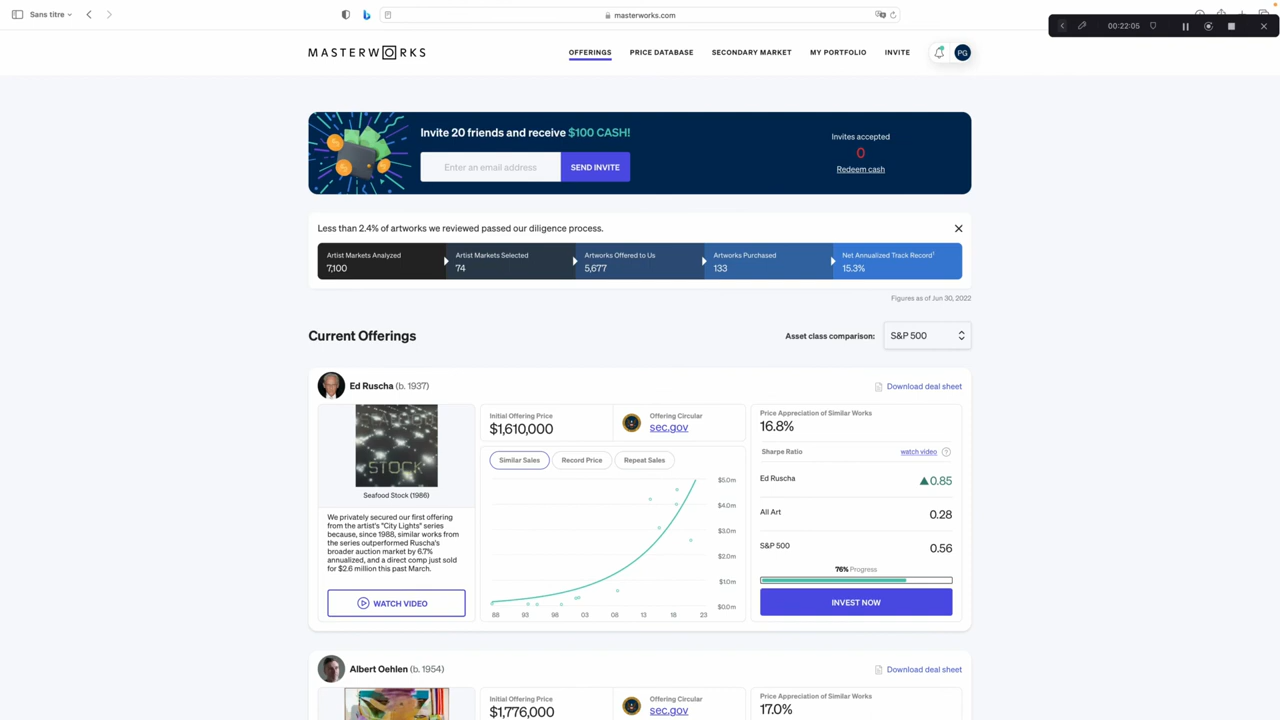 Sans titre
masterworks.com
00:22:05
MASTERWORKS
OFFERINGS
PRICE DATABASE
SECONDARY MARKET
MY PORTFOLIO
INVITE
PG
Invite 20 friends and receive $100 CASH!
Enter an email address
SEND INVITE
Invites accepted
0
Redeem cash
Less than 2.4% of artworks we reviewed passed our diligence process.
Artist Markets Analyzed
7,100
Artist Markets Selected
74
Artworks Offered to Us
5,677
Artworks Purchased
133
Net Annualized Track Record¹
15.3%
Figures as of Jun 30, 2022
Current Offerings
Asset class comparison:
S&P 500
Ed Ruscha (b. 1937)
Download deal sheet
STOCK
Seafood Stock (1986)
We privately secured our first offering
from the artist's "City Lights" series
because, since 1988, similar works from
the series outperformed Ruscha's
broader auction market by 6.7%
annualized, and a direct comp just sold
for $2.6 million this past March.
WATCH VIDEO
Initial Offering Price
$1,610,000
Offering Circular
sec.gov
Similar Sales
Record Price
Repeat Sales
$5.0m
$4.0m
$3.0m
$2.0m
$1.0m
$0.0m
88 93 98 03 08 13 18 23
Price Appreciation of Similar Works
16.8%
Sharpe Ratio
watch video
?
Ed Ruscha
0.85
All Art
0.28
S&P 500
0.56
76% Progress
INVEST NOW
Albert Oehlen (b. 1954)
Download deal sheet
Initial Offering Price
$1,776,000
Offering Circular
sec.gov
Price Appreciation of Similar Works
17.0%